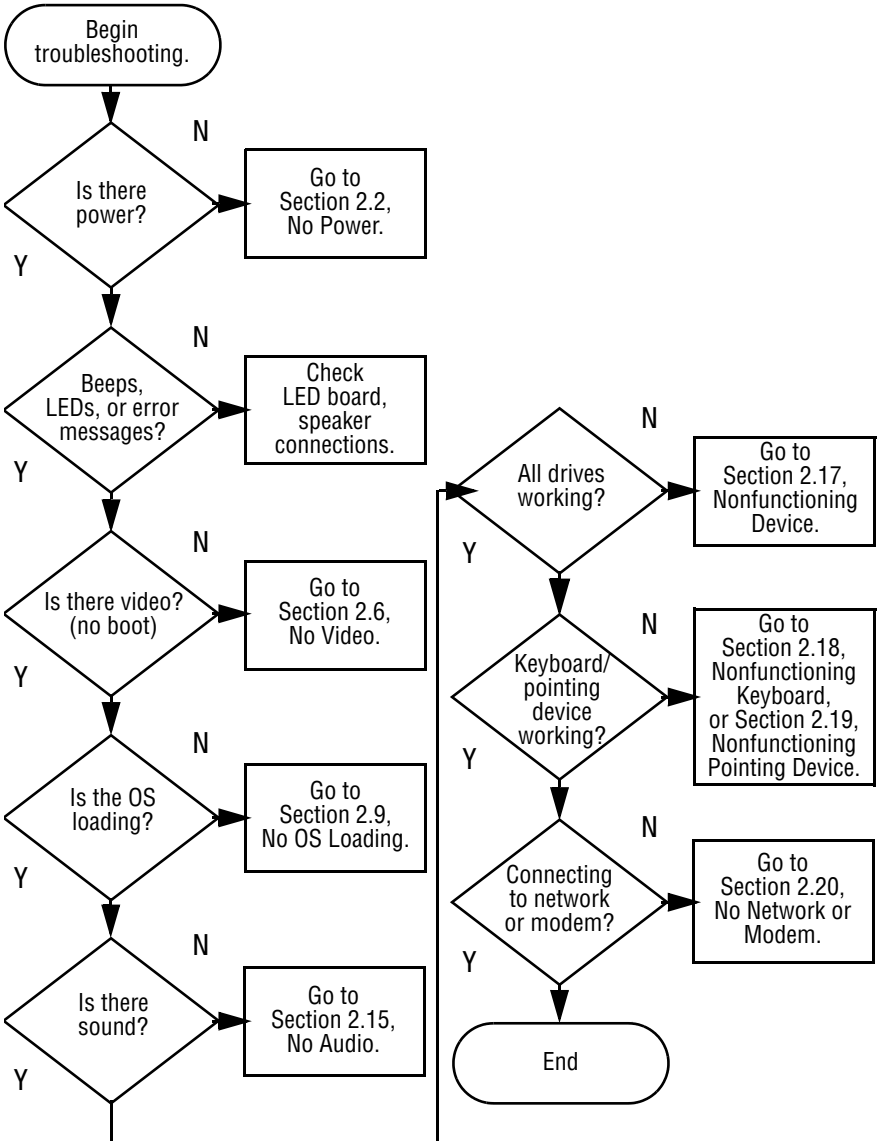 Begin
troubleshooting.
N
Is there
power?
Go to
Section 2.2,
No Power.
Y
N
Beeps,
LEDs, or error
messages?
Check
LED board,
speaker
connections.
Y
N
Is there video?
(no boot)
Go to
Section 2.6,
No Video.
Y
N
Is the OS
loading?
Go to
Section 2.9,
No OS Loading.
Y
N
Is there
sound?
Go to
Section 2.15,
No Audio.
Y
N
All drives
working?
Go to
Section 2.17,
Nonfunctioning
Device.
Y
N
Keyboard/
pointing
device
working?
Go to
Section 2.18,
Nonfunctioning
Keyboard,
or Section 2.19,
Nonfunctioning
Pointing Device.
Y
N
Connecting
to network
or modem?
Go to
Section 2.20,
No Network or
Modem.
Y
End